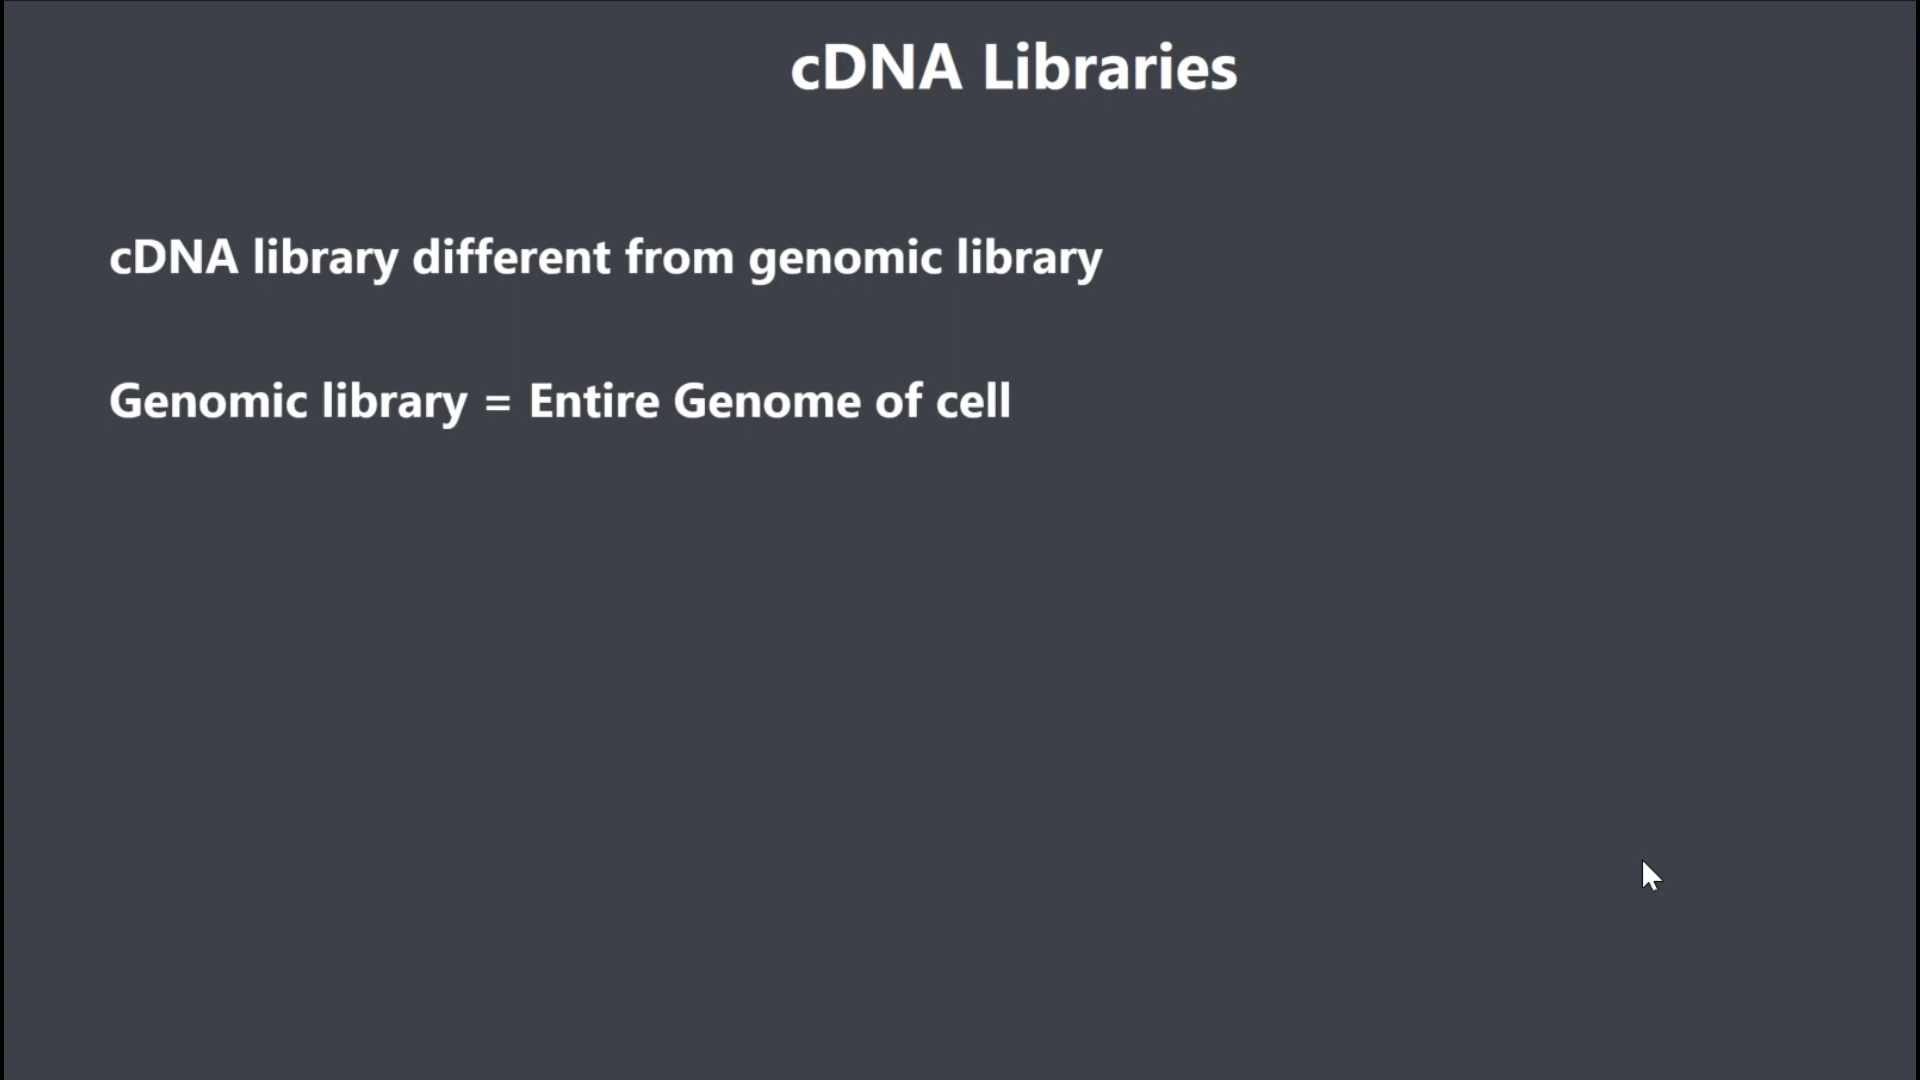 cDNA Libraries
cDNA library different from genomic library
Genomic library = Entire Genome of cell